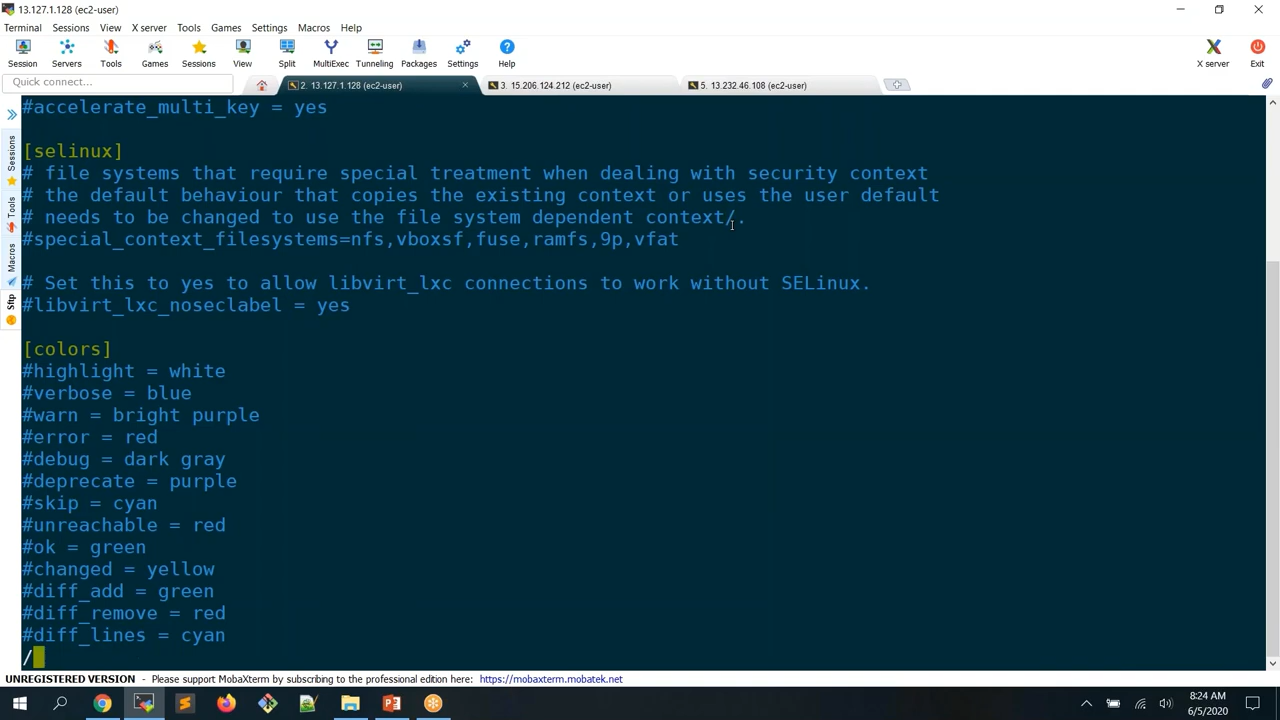 13.127.1.128 (ec2-user)
Terminal Sessions View X server Tools Games Settings Macros Help
Session Servers Tools Games Sessions View Split MultiExec Tunneling Packages Settings Help X server Exit
Quick connect...
2. 13.127.1.128 (ec2-user)
3. 15.206.124.212 (ec2-user)
5. 13.232.46.108 (ec2-user)
Sessions
Tools
Macros
Sftp
#accelerate_multi_key = yes
[selinux]
# file systems that require special treatment when dealing with security context
# the default behaviour that copies the existing context or uses the user default
# needs to be changed to use the file system dependent context/.
#special_context_filesystems=nfs,vboxsf,fuse,ramfs,9p,vfat
# Set this to yes to allow libvirt_lxc connections to work without SELinux.
#libvirt_lxc_noseclabel = yes
[colors]
#highlight = white
#verbose = blue
#warn = bright purple
#error = red
#debug = dark gray
#deprecate = purple
#skip = cyan
#unreachable = red
#ok = green
#changed = yellow
#diff_add = green
#diff_remove = red
#diff_lines = cyan
/
UNREGISTERED VERSION - Please support MobaXterm by subscribing to the professional edition here: https://mobaxterm.mobatek.net
8:24 AM
6/5/2020